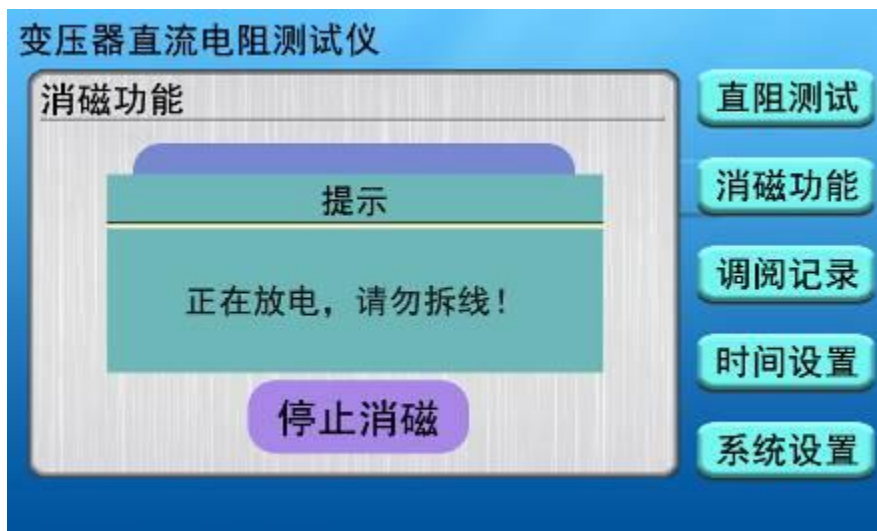 变压器直流电阻测试仪
消磁功能
提示
正在放电，请勿拆线！
停止消磁
直阻测试
消磁功能
调阅记录
时间设置
系统设置